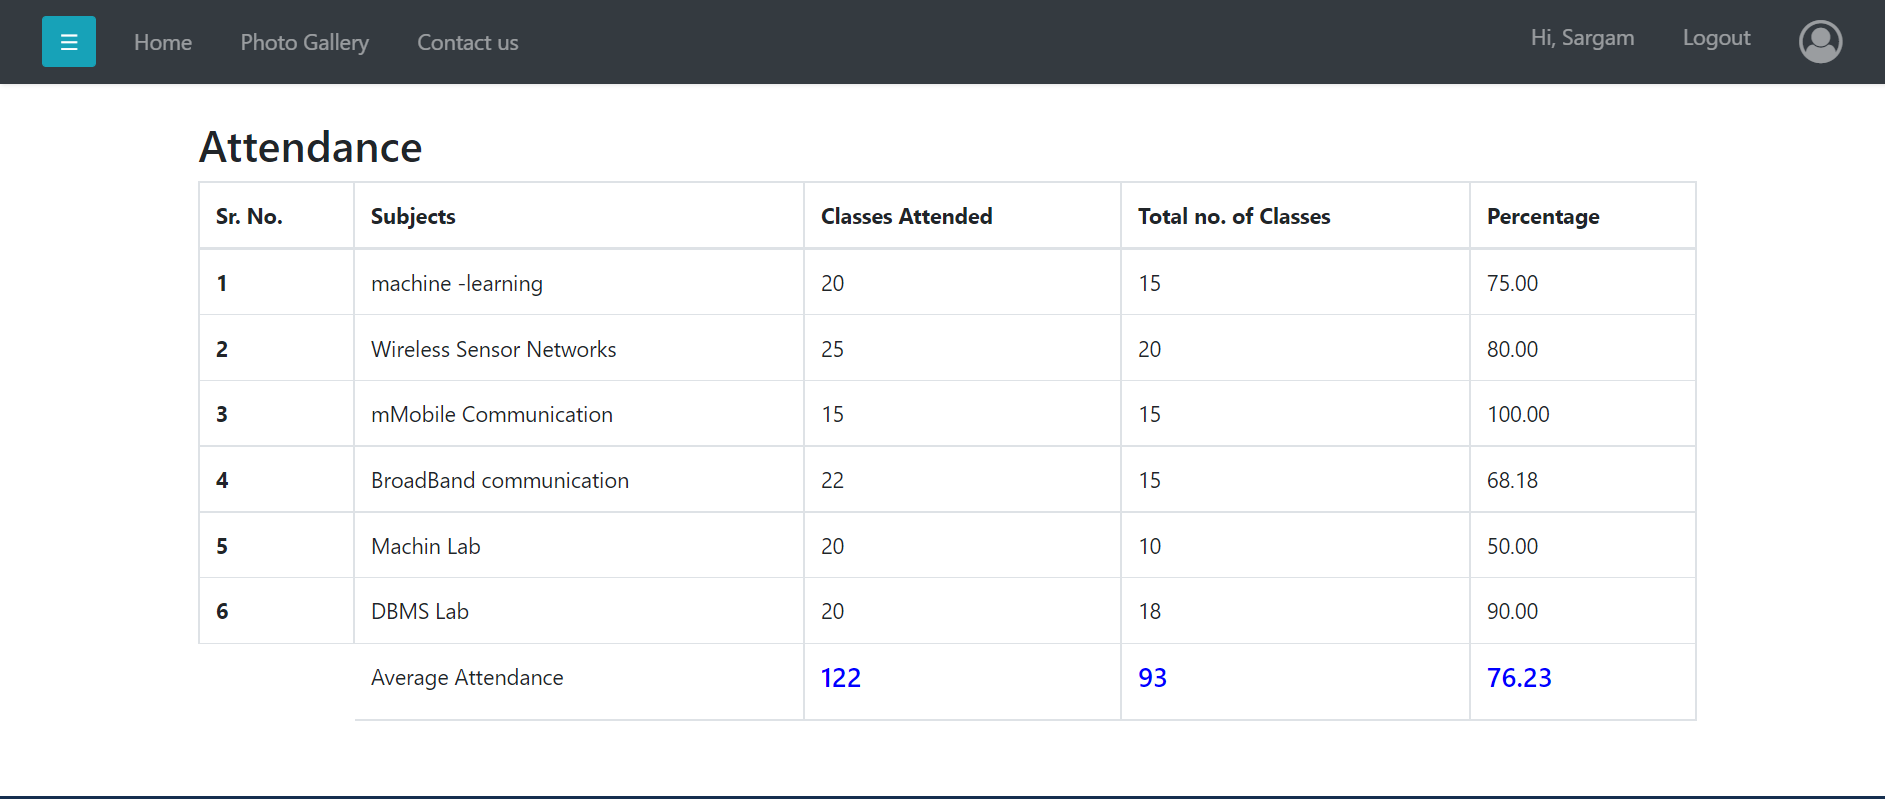 ☰ Home Photo Gallery Contact us Hi, Sargam Logout
Attendance
Sr. No. Subjects Classes Attended Total no. of Classes Percentage
1 machine -learning 20 15 75.00
2 Wireless Sensor Networks 25 20 80.00
3 mMobile Communication 15 15 100.00
4 BroadBand communication 22 15 68.18
5 Machin Lab 20 10 50.00
6 DBMS Lab 20 18 90.00
Average Attendance 122 93 76.23